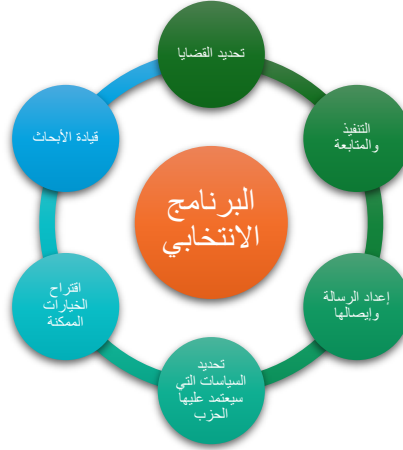 تحديد القضايا
قيادة الأبحاث
اقتراح
الخيارات
الممكنة
تحديد
السياسات التي
سيعتمد عليها
الحزب
إعداد الرسالة
وإيصالها
التنفيذ
والمتابعة
البرنامج
الانتخابي